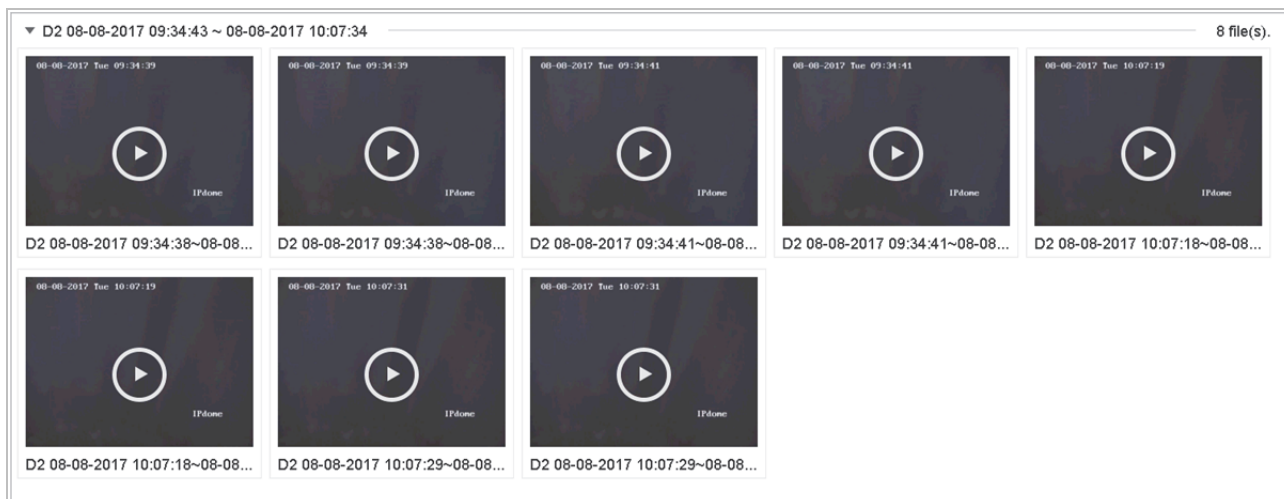 D2 08-08-2017 09:34:43 ~ 08-08-2017 10:07:34 8 file(s).
08-08-2017 Tue 09:34:39
IPdome
D2 08-08-2017 09:34:38~08-08...
08-08-2017 Tue 09:34:39
IPdome
D2 08-08-2017 09:34:38~08-08...
08-08-2017 Tue 09:34:41
IPdome
D2 08-08-2017 09:34:41~08-08...
08-08-2017 Tue 09:34:41
IPdome
D2 08-08-2017 09:34:41~08-08...
08-08-2017 Tue 10:07:19
IPdome
D2 08-08-2017 10:07:18~08-08...
08-08-2017 Tue 10:07:19
IPdome
D2 08-08-2017 10:07:18~08-08...
08-08-2017 Tue 10:07:31
IPdome
D2 08-08-2017 10:07:29~08-08...
08-08-2017 Tue 10:07:31
IPdome
D2 08-08-2017 10:07:29~08-08...